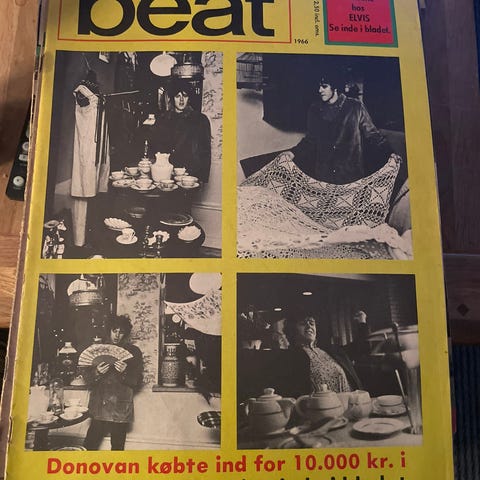 beat
1966
2,50 incl. oms.
hos
ELVIS
Se inde i bladet.
Donovan købte ind for 10.000 kr. i